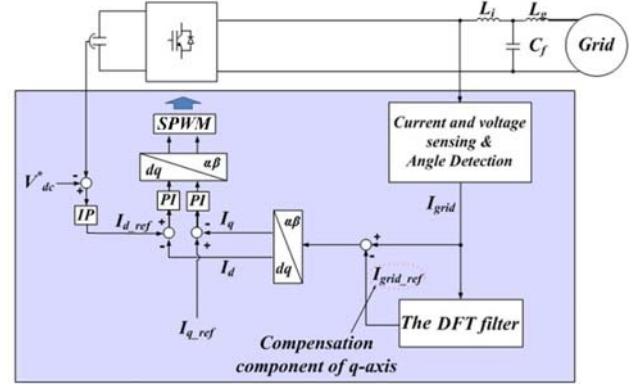 L_i L_g
C_f
Grid
SPWM
dq αβ
V*_dc
- +
IP
PI PI
I_d_ref
+ -
- +
I_q
I_d
I_q_ref
αβ
dq
Current and voltage
sensing &
Angle Detection
I_grid
+
-
I_grid_ref
The DFT filter
Compensation
component of q-axis